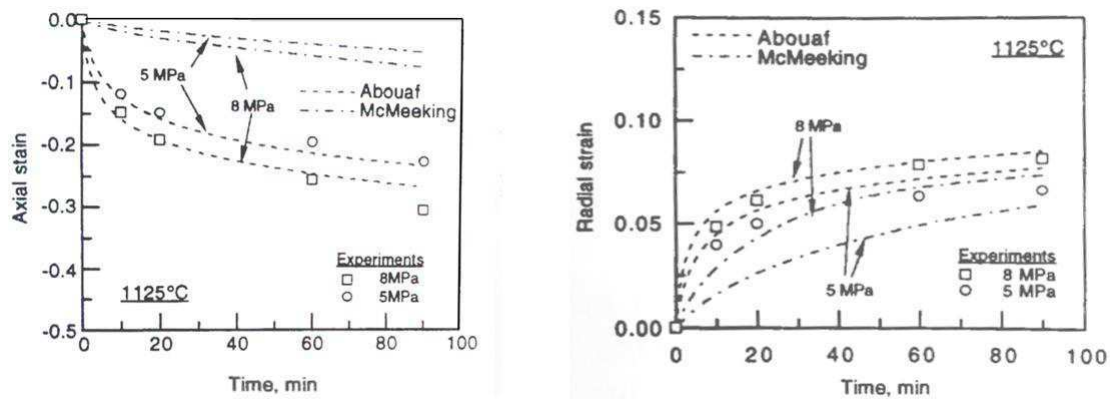 0.0
-0.1
-0.2
-0.3
-0.4
-0.5
0
20
40
60
80
100
Axial stain
Time, min
5 MPa
8 MPa
Abouaf
McMeeking
Experiments
8MPa
5MPa
1125°C
0.15
0.10
0.05
0.00
0
20
40
60
80
100
Radial strain
Time, min
Abouaf
McMeeking
1125°C
8 MPa
5 MPa
Experiments
8 MPa
5 MPa